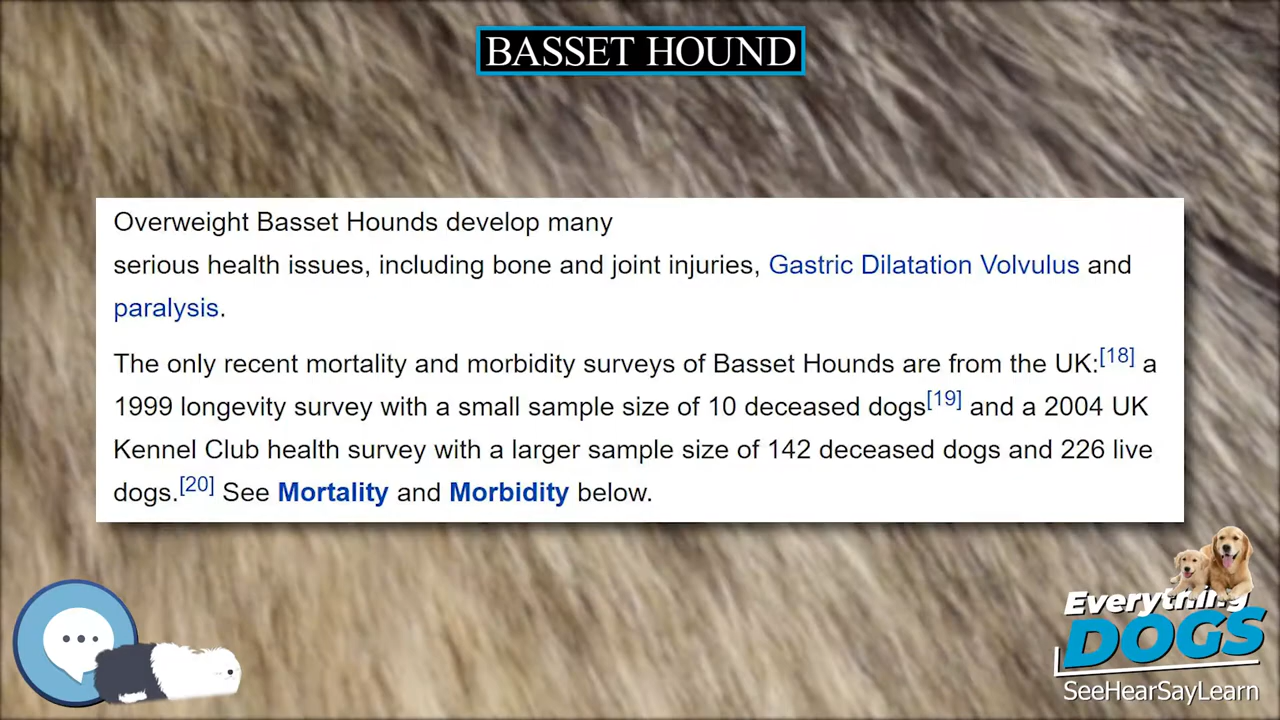 BASSET HOUND
Overweight Basset Hounds develop many
serious health issues, including bone and joint injuries, Gastric Dilatation Volvulus and
paralysis.
The only recent mortality and morbidity surveys of Basset Hounds are from the UK:[18] a
1999 longevity survey with a small sample size of 10 deceased dogs[19] and a 2004 UK
Kennel Club health survey with a larger sample size of 142 deceased dogs and 226 live
dogs.[20] See Mortality and Morbidity below.
Everything
DOGS
SeeHearSayLearn